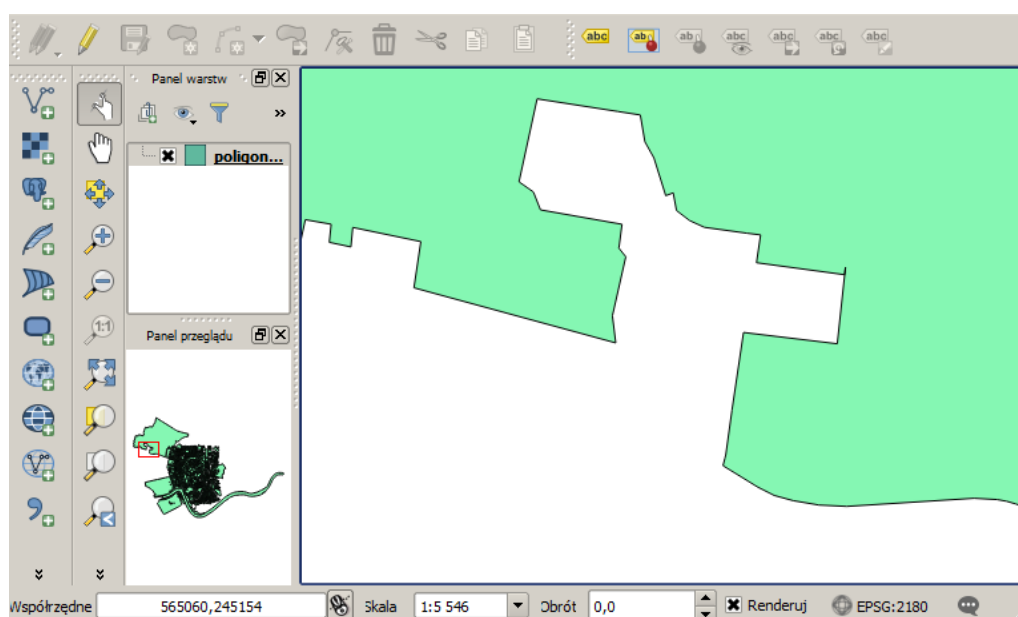 abc ab abc abc abc abc
Panel warstw
»
poligon...
1:1
Panel przeglądu
Współrzędne 565060,245154 Skala 1:5 546 Obrót 0,0 Renderuj EPSG:2180